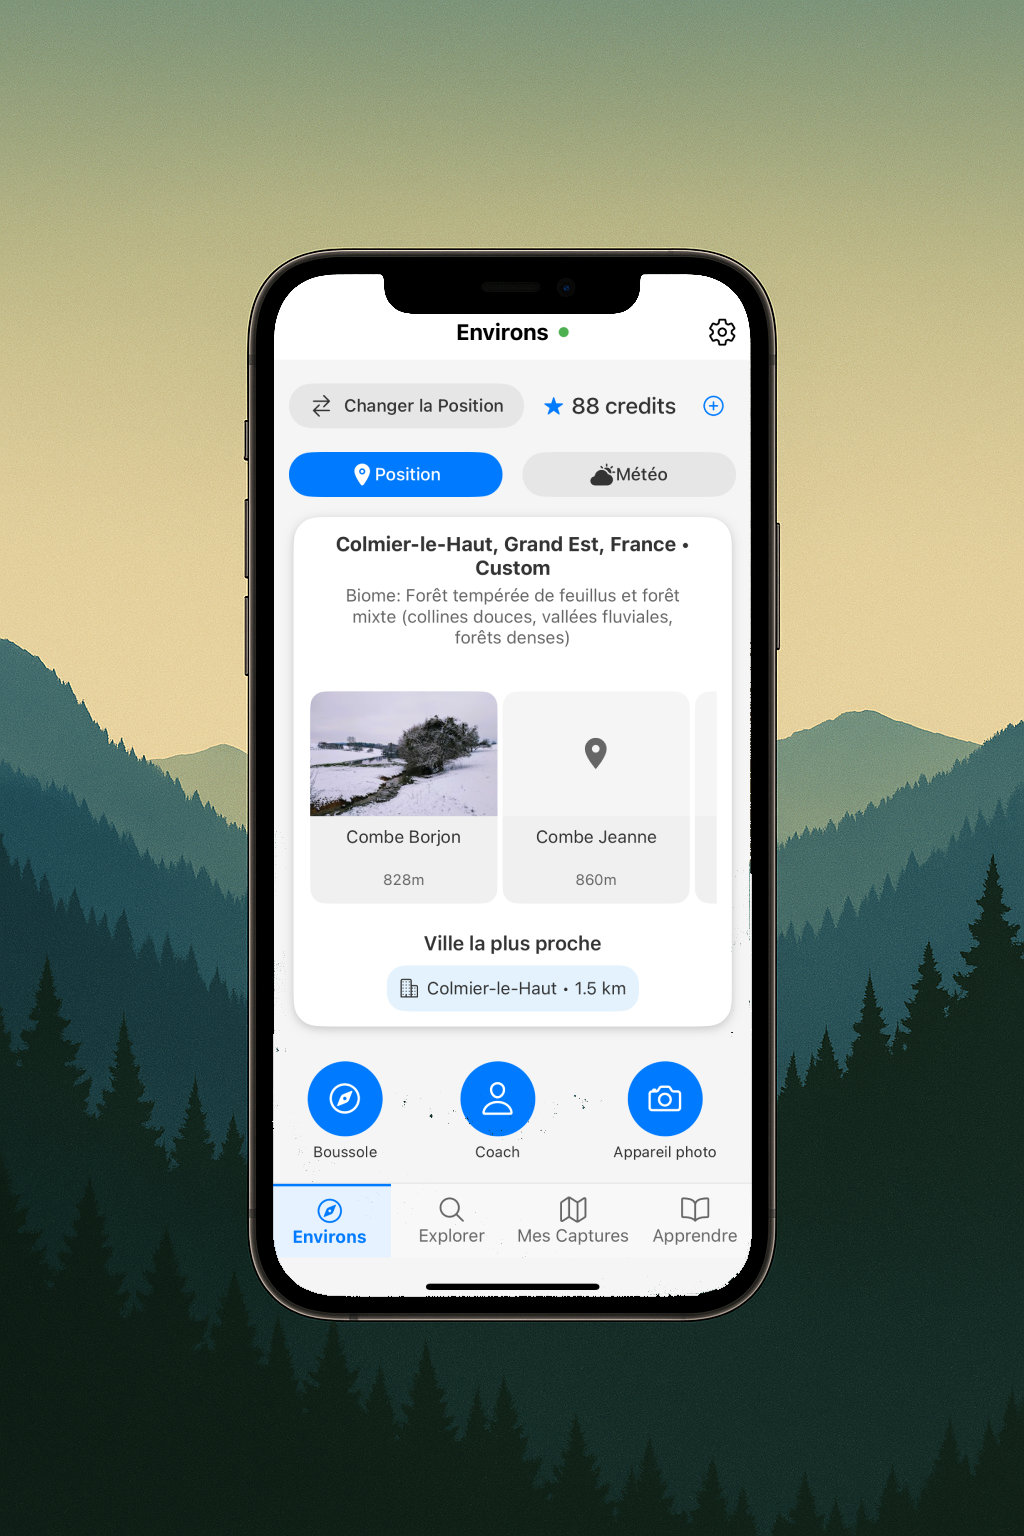 Environs
Changer la Position
88 credits
Position
Météo
Colmier-le-Haut, Grand Est, France •
Custom
Biome: Forêt tempérée de feuillus et forêt
mixte (collines douces, vallées fluviales,
forêts denses)
Combe Borjon
828m
Combe Jeanne
860m
Ville la plus proche
Colmier-le-Haut • 1.5 km
Boussole
Coach
Appareil photo
Environs
Explorer
Mes Captures
Apprendre